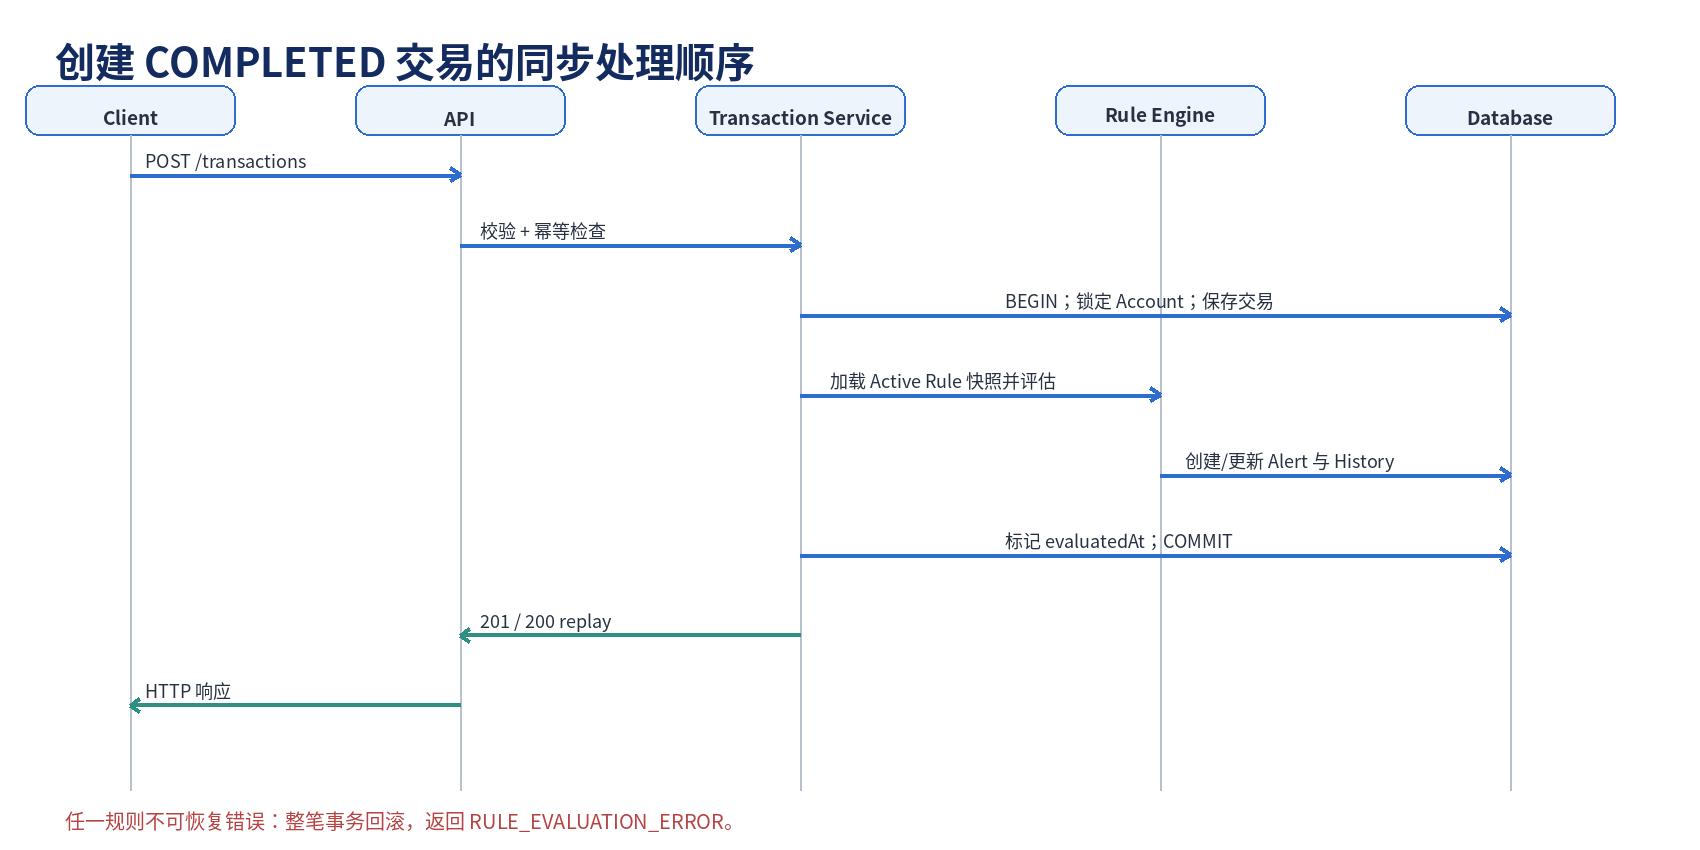 创建 COMPLETED 交易的同步处理顺序
Client
API
Transaction Service
Rule Engine
Database
POST /transactions
校验 + 幂等检查
BEGIN；锁定 Account；保存交易
加载 Active Rule 快照并评估
创建/更新 Alert 与 History
标记 evaluatedAt；COMMIT
201 / 200 replay
HTTP 响应
任一规则不可恢复错误：整笔事务回滚，返回 RULE_EVALUATION_ERROR。